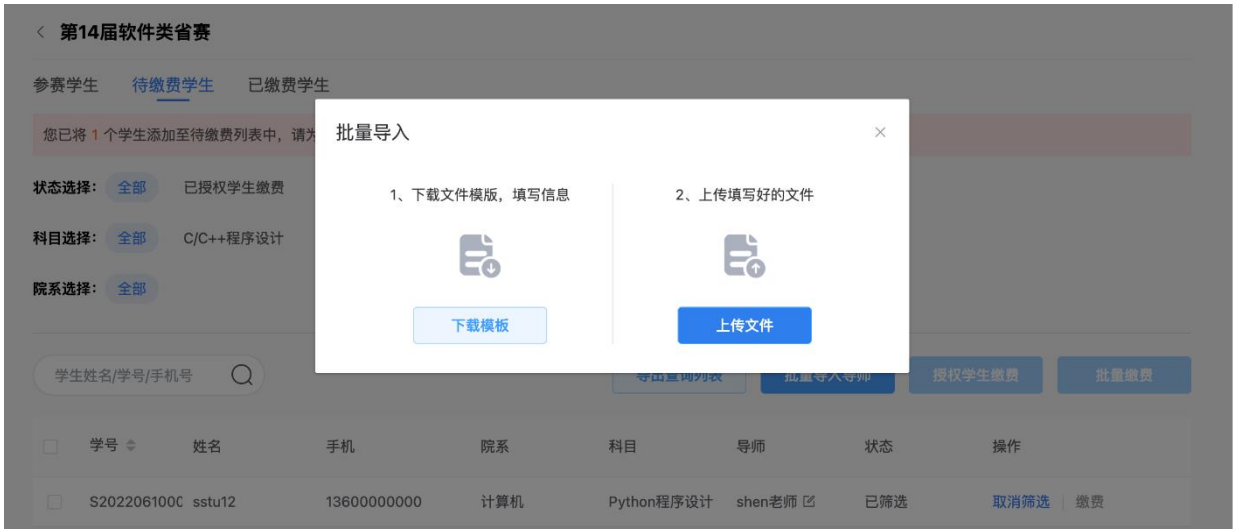 第14届软件类省赛
参赛学生 待缴费学生 已缴费学生
您已将 1 个学生添加至待缴费列表中，请为
批量导入
状态选择： 全部 已授权学生缴费
1、下载文件模版，填写信息 2、上传填写好的文件
科目选择： 全部 C/C++程序设计
院系选择： 全部
下载模板 上传文件
学生姓名/学号/手机号 导出查询列表 批量导入导师 授权学生缴费 批量缴费
学号 姓名 手机 院系 科目 导师 状态 操作
S202206100 sstu12 13600000000 计算机 Python程序设计 shen老师 已筛选 取消筛选 缴费